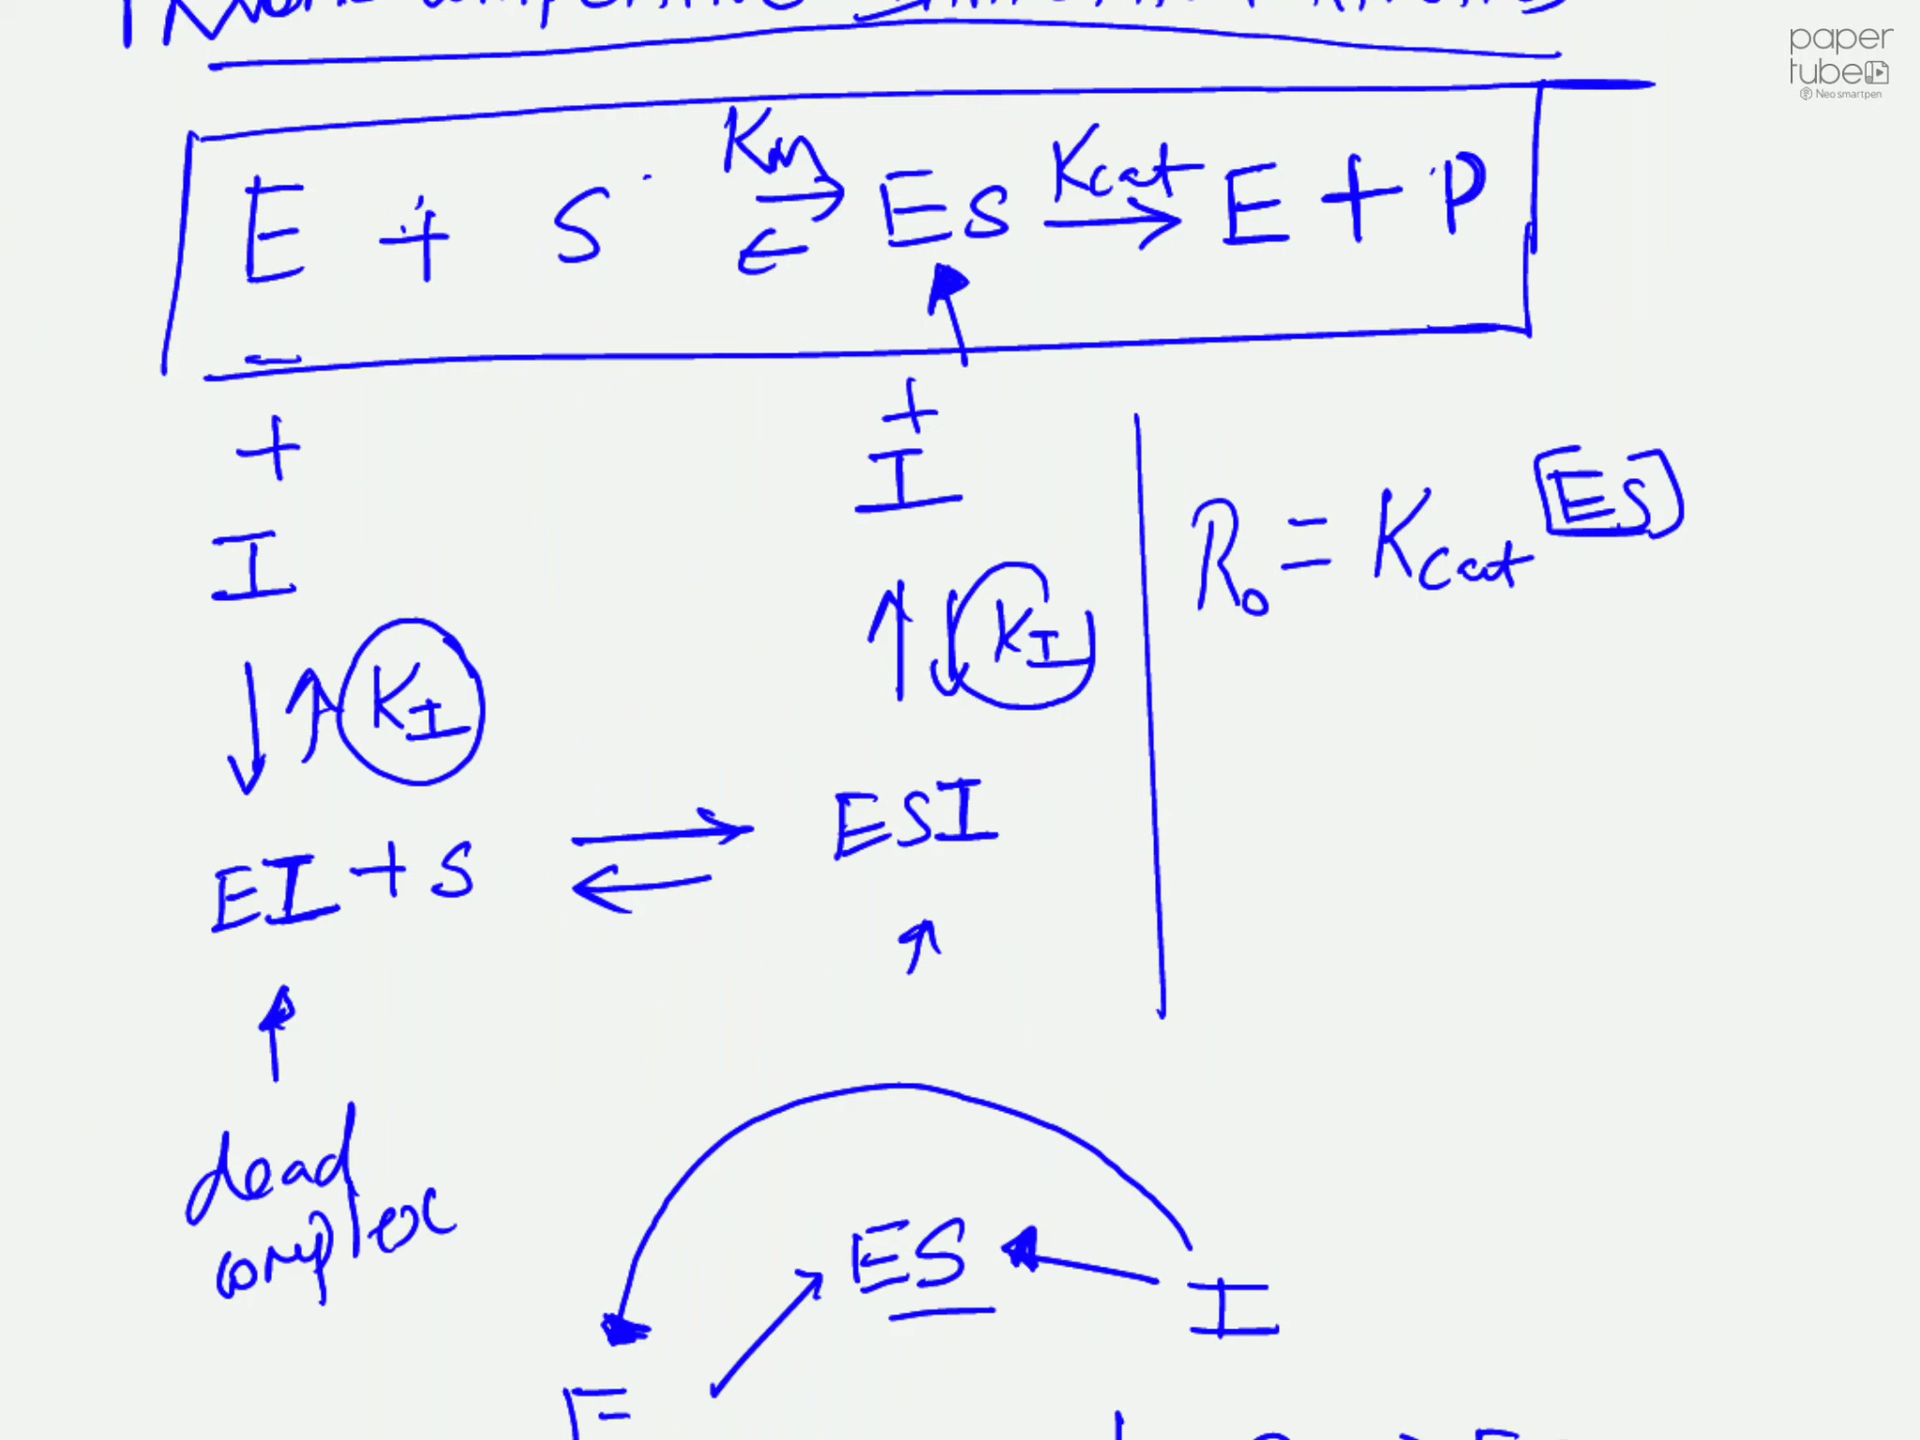 paper
tube
Neo smartpen
E + S ⇌ Km ES → Kcat E + P
+
I
+
I
R₀ = Kcat [ES]
↓↑ KI
↑↓ KI
EI + S ⇌ ESI
dead
complex
ES
I
E